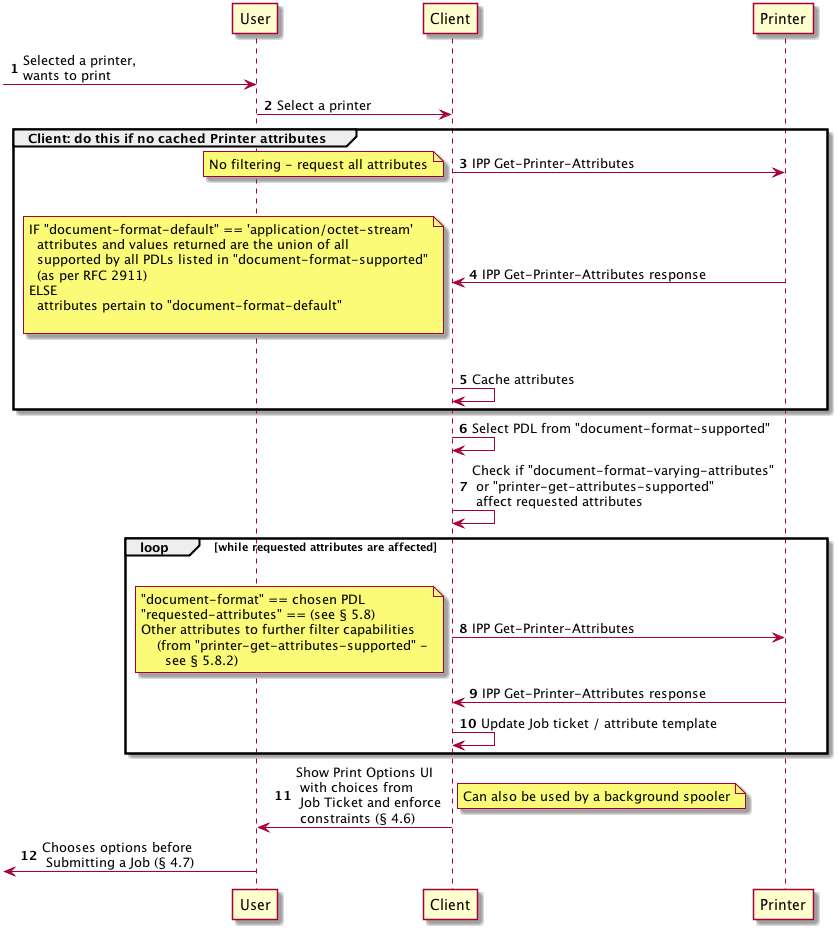 User Client Printer
1 Selected a printer,
wants to print
2 Select a printer
Client: do this if no cached Printer attributes
No filtering - request all attributes
3 IPP Get-Printer-Attributes
IF "document-format-default" == 'application/octet-stream'
attributes and values returned are the union of all
supported by all PDLs listed in "document-format-supported"
(as per RFC 2911)
ELSE
attributes pertain to "document-format-default"
4 IPP Get-Printer-Attributes response
5 Cache attributes
6 Select PDL from "document-format-supported"
7 Check if "document-format-varying-attributes"
or "printer-get-attributes-supported"
affect requested attributes
loop [while requested attributes are affected]
"document-format" == chosen PDL
"requested-attributes" == (see § 5.8)
Other attributes to further filter capabilities
(from "printer-get-attributes-supported" -
see § 5.8.2)
8 IPP Get-Printer-Attributes
9 IPP Get-Printer-Attributes response
10 Update Job ticket / attribute template
11 Show Print Options UI
with choices from
Job Ticket and enforce
constraints (§ 4.6)
Can also be used by a background spooler
12 Chooses options before
Submitting a Job (§ 4.7)
User Client Printer